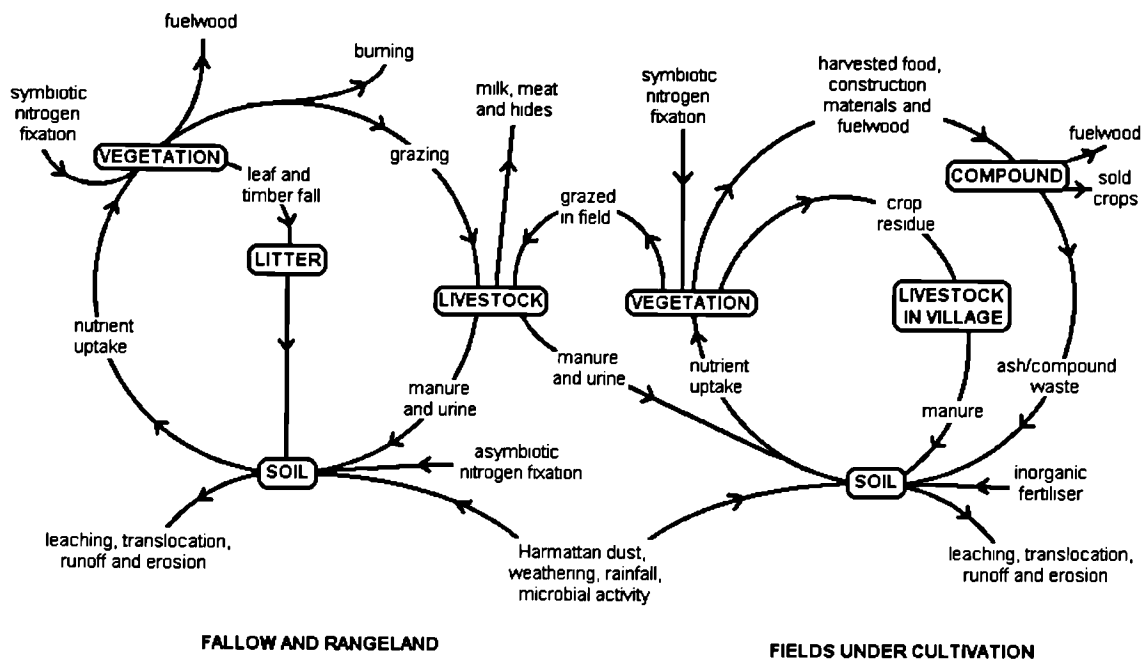 fuelwood
burning
symbiotic
nitrogen
fixation
VEGETATION
leaf and
timber fall
grazing
milk, meat
and hides
LITTER
LIVESTOCK
nutrient
uptake
manure
and urine
SOIL
asymbiotic
nitrogen fixation
leaching, translocation,
runoff and erosion
Harmattan dust,
weathering, rainfall,
microbial activity
FALLOW AND RANGELAND
symbiotic
nitrogen
fixation
harvested food,
construction
materials and
fuelwood
fuelwood
COMPOUND
sold
crops
grazed
in field
crop
residue
VEGETATION
LIVESTOCK
IN VILLAGE
manure
and urine
nutrient
uptake
ash/compound
waste
manure
SOIL
inorganic
fertiliser
leaching, translocation,
runoff and erosion
FIELDS UNDER CULTIVATION